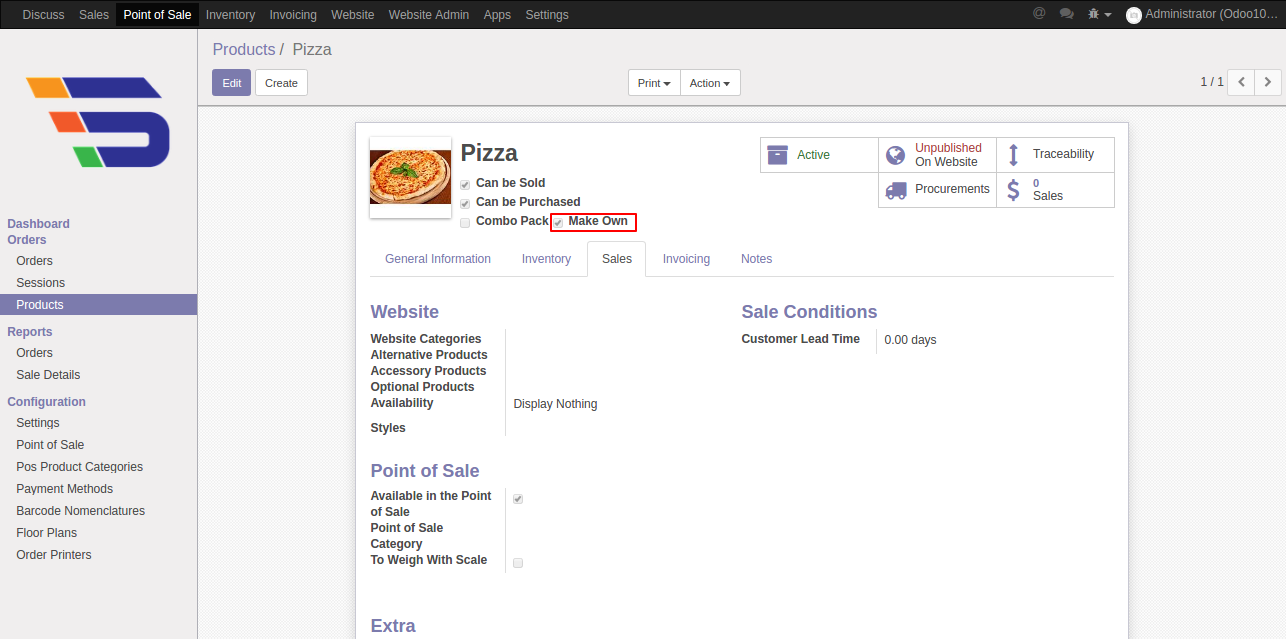 Discuss Sales Point of Sale Inventory Invoicing Website Website Admin Apps Settings @ Administrator (Odoo10…
Products / Pizza
Edit Create Print Action 1 / 1
Pizza
Can be Sold
Can be Purchased
Combo Pack Make Own
Active
Unpublished
On Website
Traceability
Procurements
0
Sales
Dashboard
Orders
Orders
Sessions
Products
Reports
Orders
Sale Details
Configuration
Settings
Point of Sale
Pos Product Categories
Payment Methods
Barcode Nomenclatures
Floor Plans
Order Printers
General Information Inventory Sales Invoicing Notes
Website
Website Categories
Alternative Products
Accessory Products
Optional Products
Availability Display Nothing
Styles
Sale Conditions
Customer Lead Time 0.00 days
Point of Sale
Available in the Point
of Sale
Point of Sale
Category
To Weigh With Scale
Extra